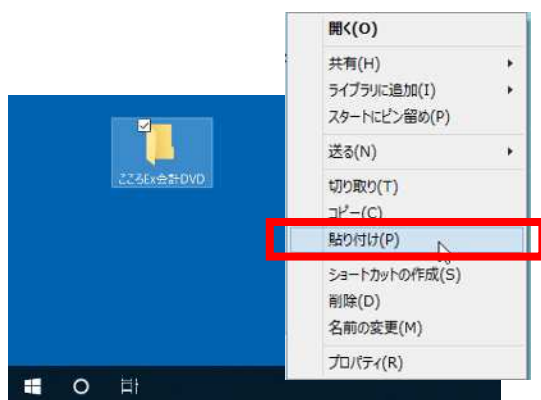 こころEx会計DVD
開く(O)
共有(H)
ライブラリに追加(I)
スタートにピン留め(P)
送る(N)
切り取り(T)
コピー(C)
貼り付け(P)
ショートカットの作成(S)
削除(D)
名前の変更(M)
プロパティ(R)